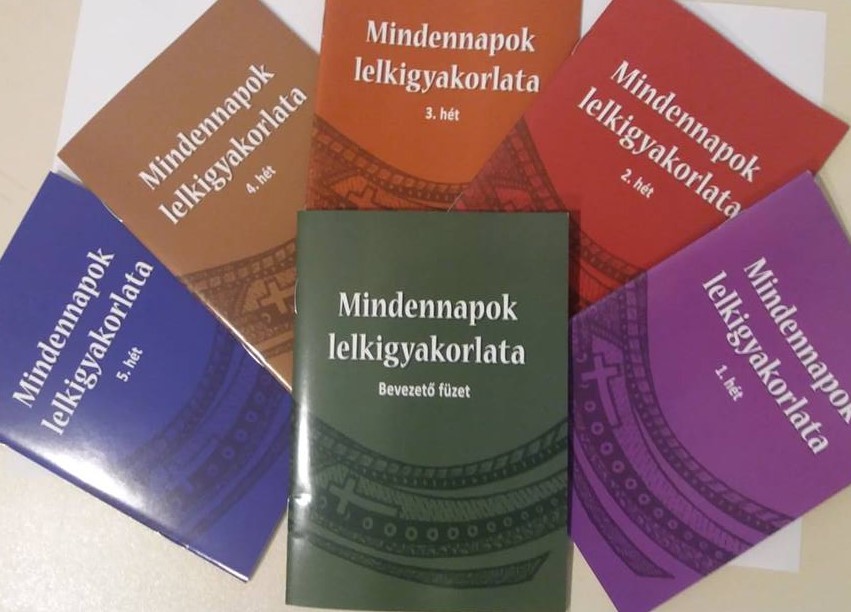 Mindennapok
lelkigyakorlata
3. hét
Mindennapok
lelkigyakorlata
4. hét
Mindennapok
lelkigyakorlata
2. hét
Mindennapok
lelkigyakorlata
5. hét
Mindennapok
lelkigyakorlata
Bevezető füzet
Mindennapok
lelkigyakorlata
1. hét